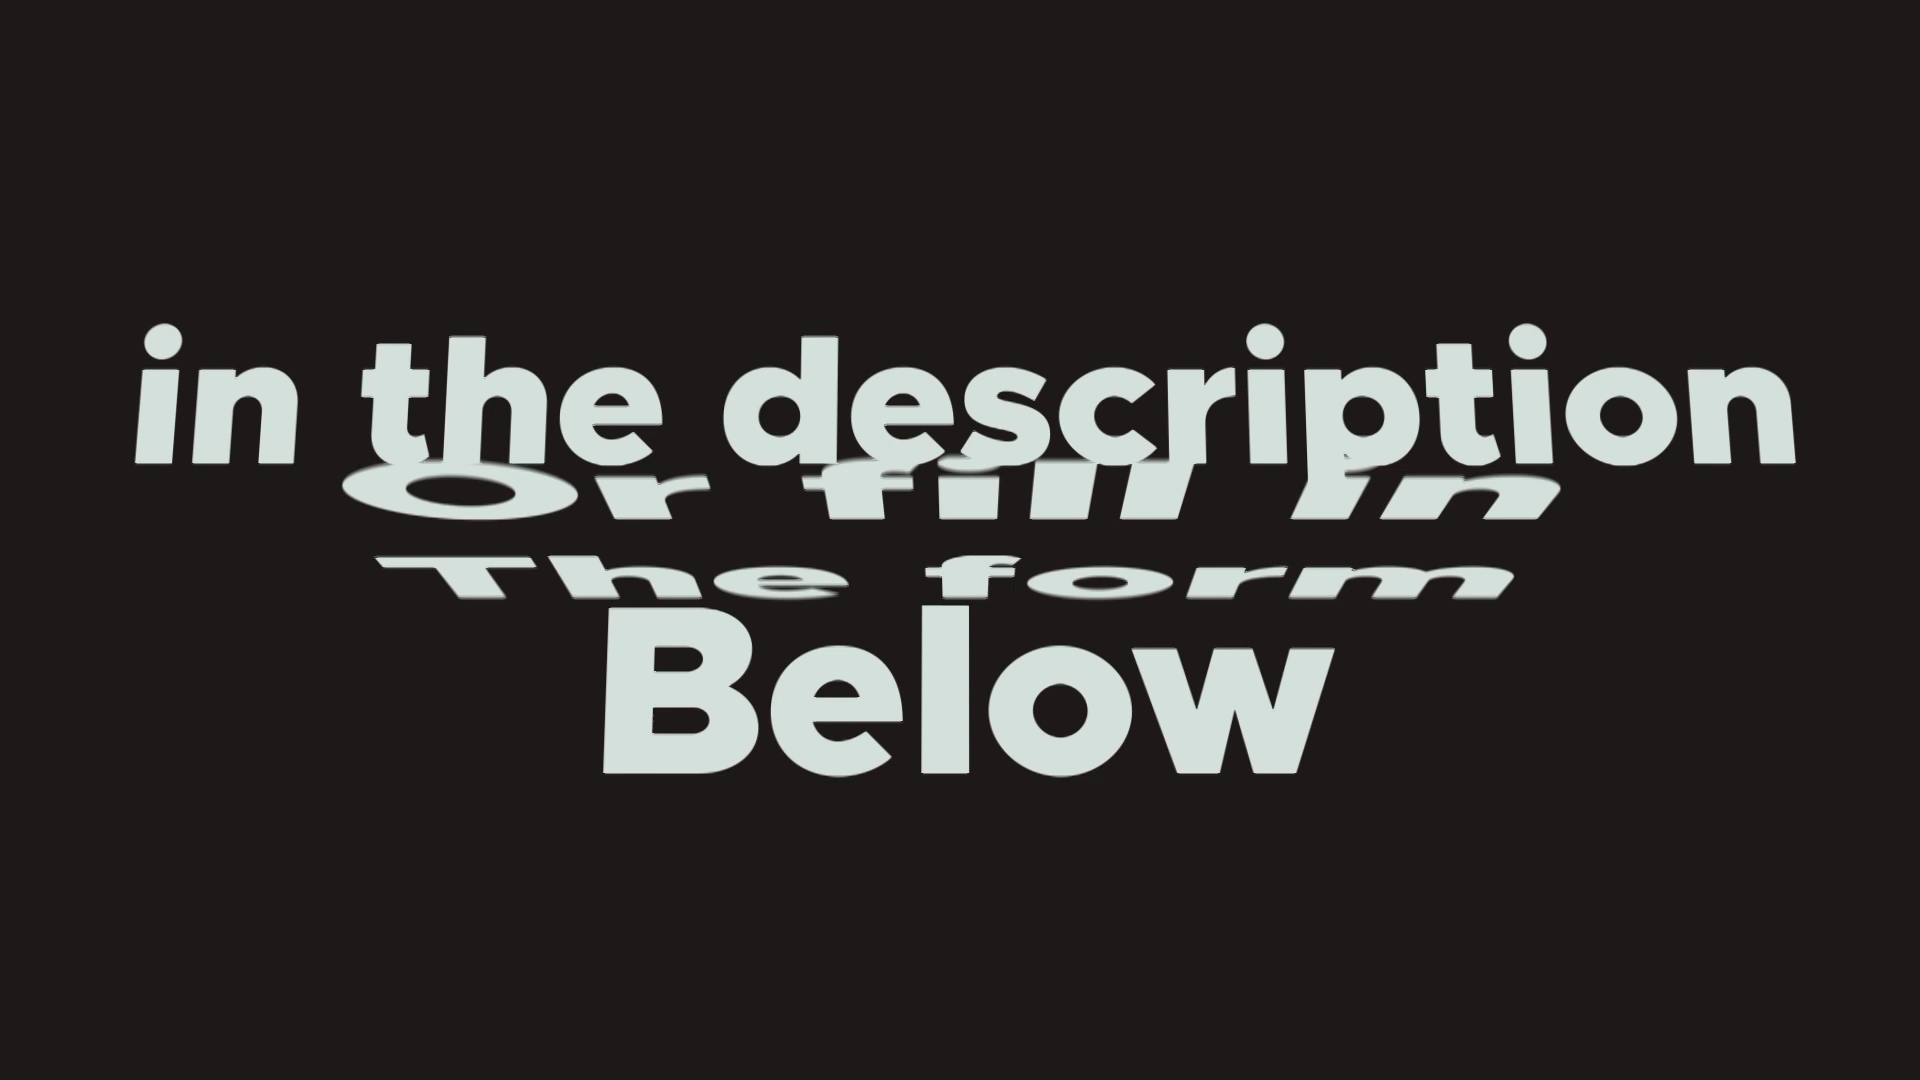 in the description
Or fill in
The form
Below